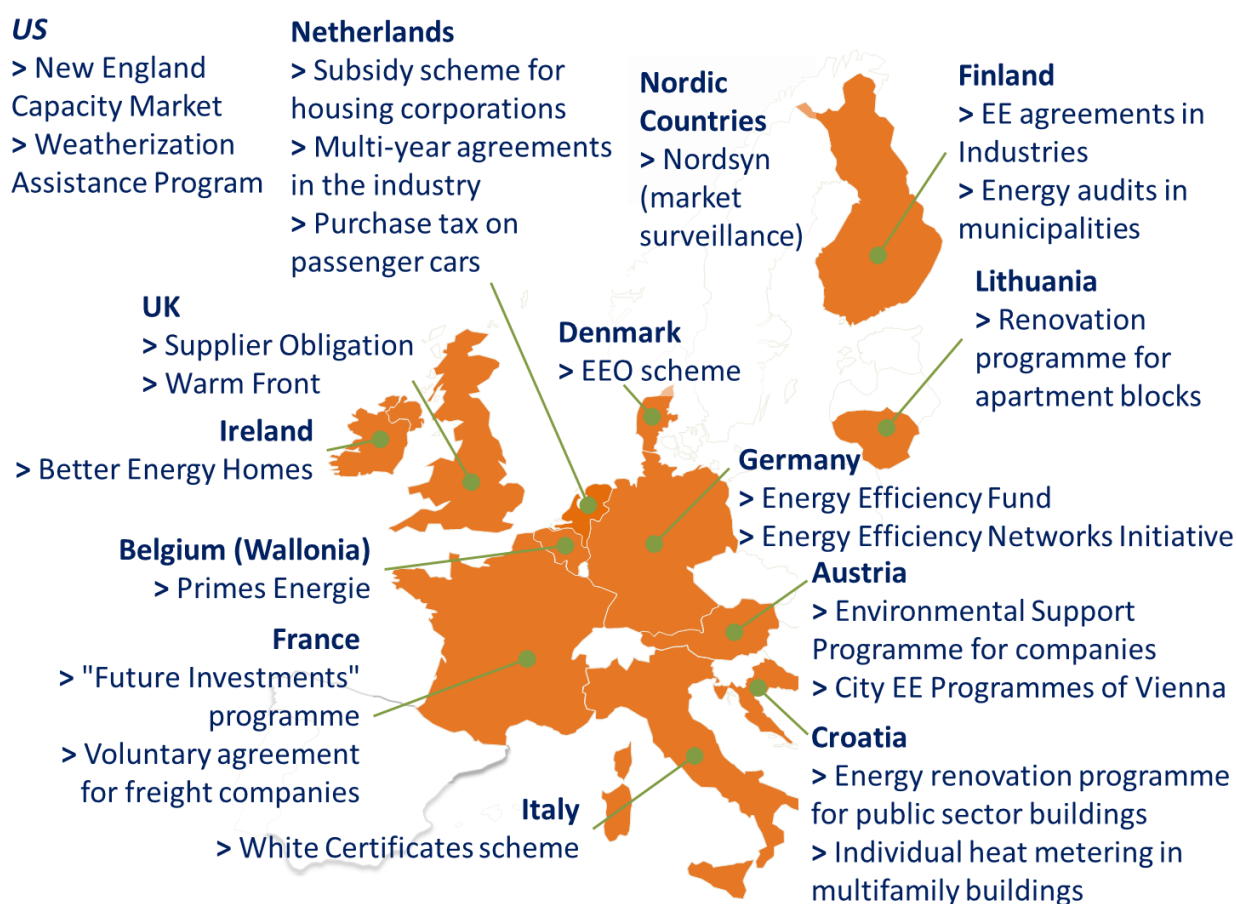 US
> New England
Capacity Market
> Weatherization
Assistance Program
Netherlands
> Subsidy scheme for
housing corporations
> Multi-year agreements
in the industry
> Purchase tax on
passenger cars
Nordic
Countries
> Nordsyn
(market
surveillance)
Finland
> EE agreements in
Industries
> Energy audits in
municipalities
Lithuania
> Renovation
programme for
apartment blocks
UK
> Supplier Obligation
> Warm Front
Denmark
> EEO scheme
Ireland
> Better Energy Homes
Germany
> Energy Efficiency Fund
> Energy Efficiency Networks Initiative
Belgium (Wallonia)
> Primes Energie
Austria
> Environmental Support
Programme for companies
> City EE Programmes of Vienna
France
> "Future Investments"
programme
> Voluntary agreement
for freight companies
Croatia
> Energy renovation programme
for public sector buildings
> Individual heat metering in
multifamily buildings
Italy
> White Certificates scheme